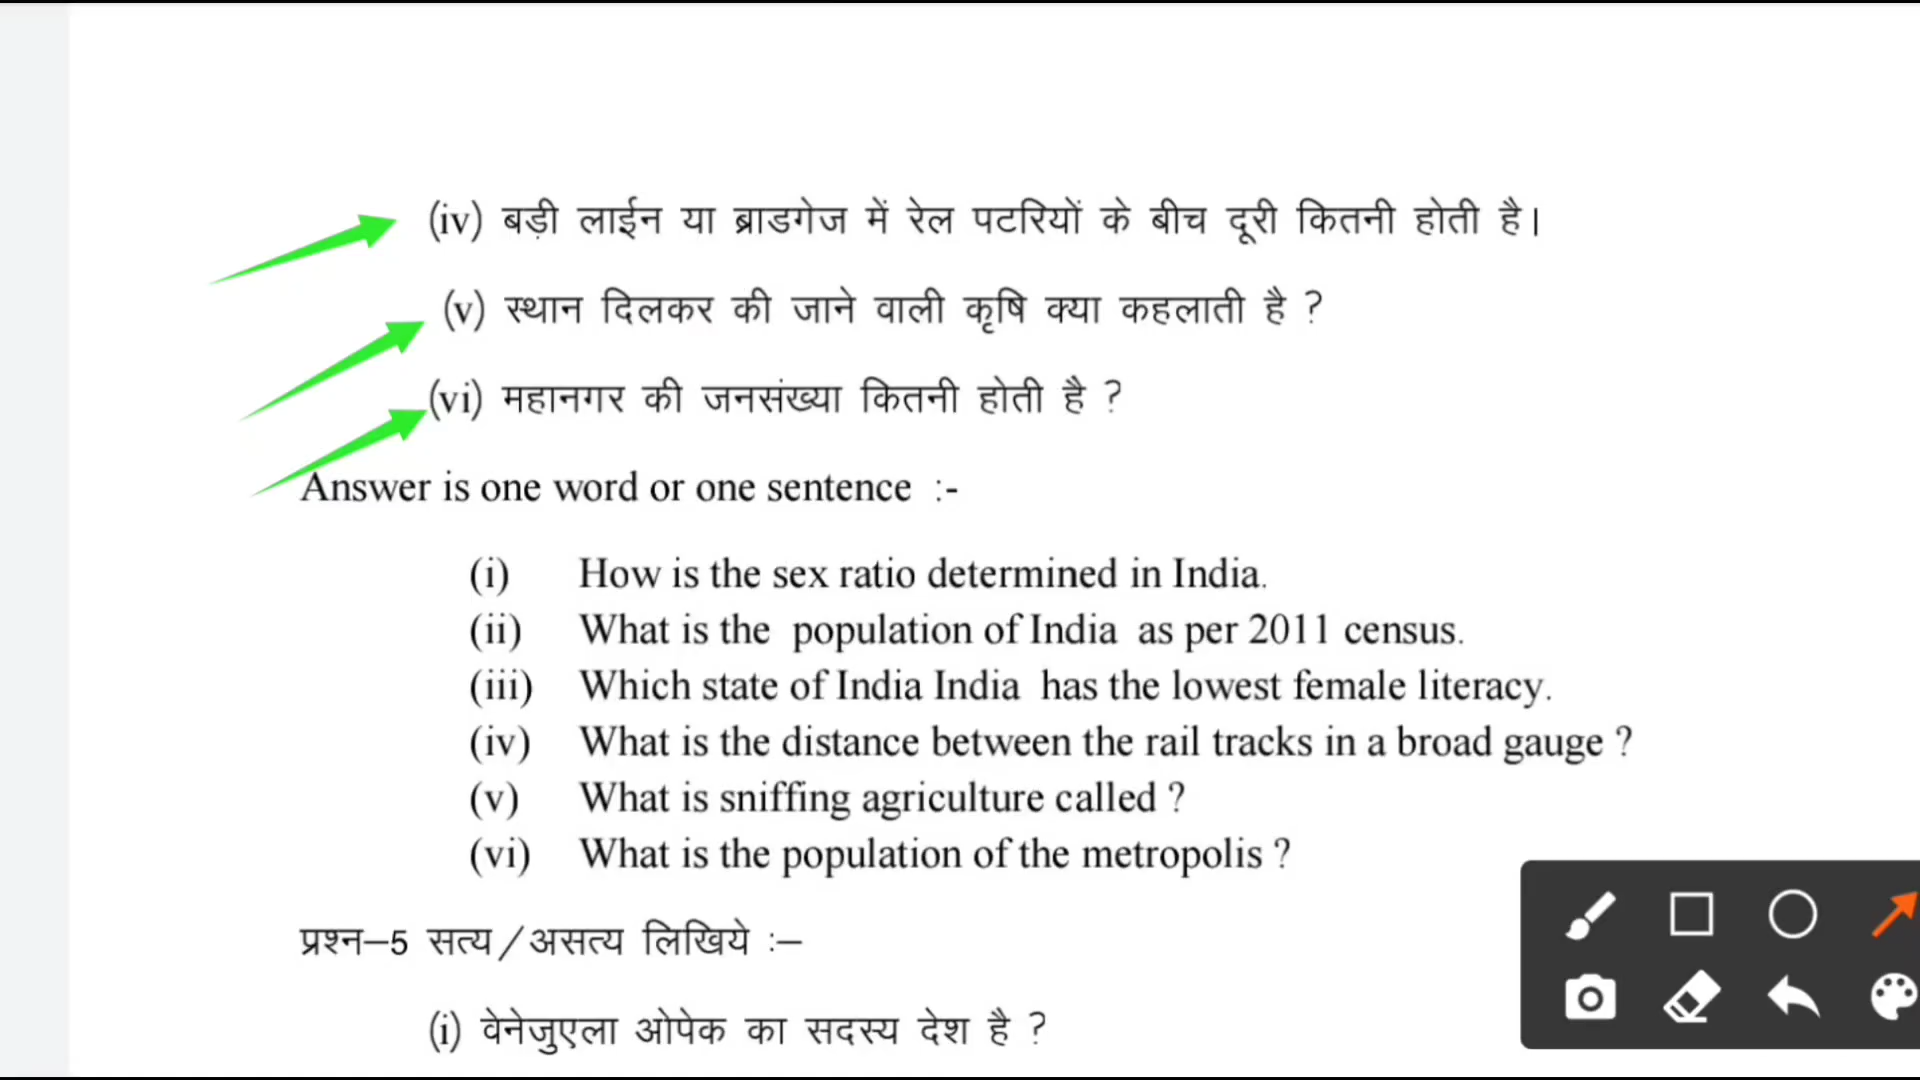 (iv) बड़ी लाईन या ब्राडगेज में रेल पटरियों के बीच दूरी कितनी होती है।
(v) स्थान दिलकर की जाने वाली कृषि क्या कहलाती है ?
(vi) महानगर की जनसंख्या कितनी होती है ?
Answer is one word or one sentence :-
(i) How is the sex ratio determined in India.
(ii) What is the population of India as per 2011 census.
(iii) Which state of India India has the lowest female literacy.
(iv) What is the distance between the rail tracks in a broad gauge ?
(v) What is sniffing agriculture called ?
(vi) What is the population of the metropolis ?
प्रश्न–5 सत्य/असत्य लिखिये :–
(i) वेनेजुएला ओपेक का सदस्य देश है ?